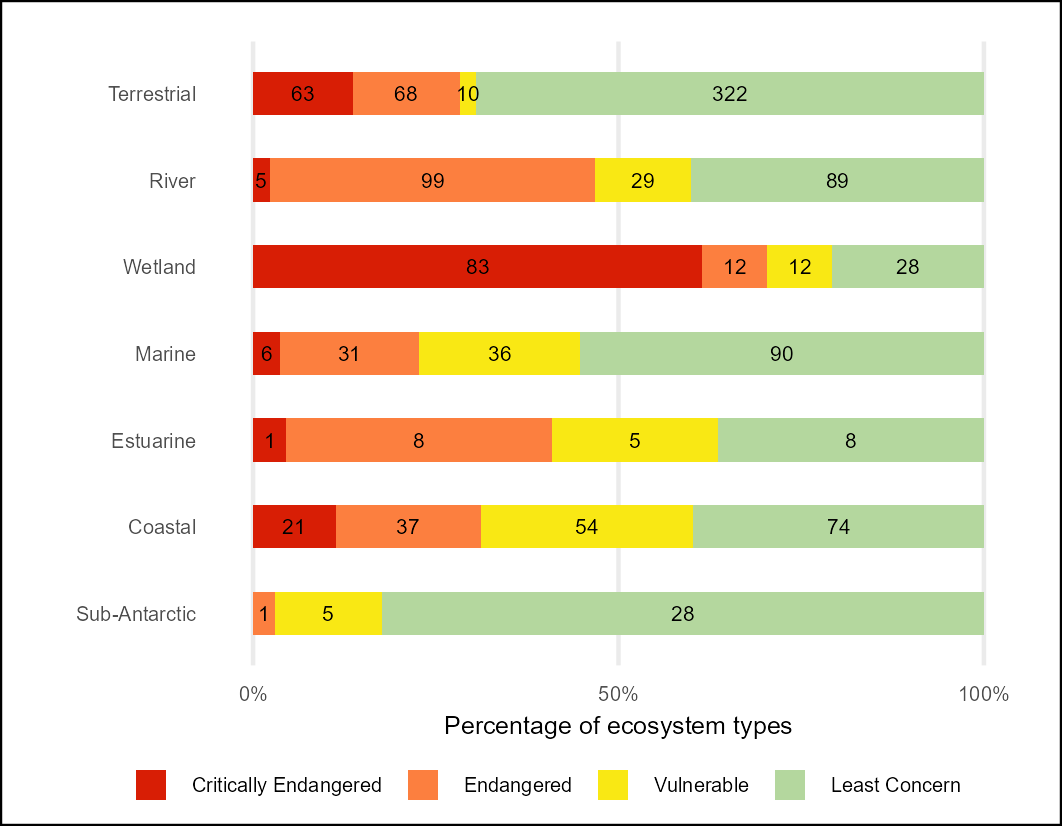 Terrestrial 63 68 10 322
River 5 99 29 89
Wetland 83 12 12 28
Marine 6 31 36 90
Estuarine 1 8 5 8
Coastal 21 37 54 74
Sub-Antarctic 1 5 28
0% 50% 100%
Percentage of ecosystem types
Critically Endangered Endangered Vulnerable Least Concern